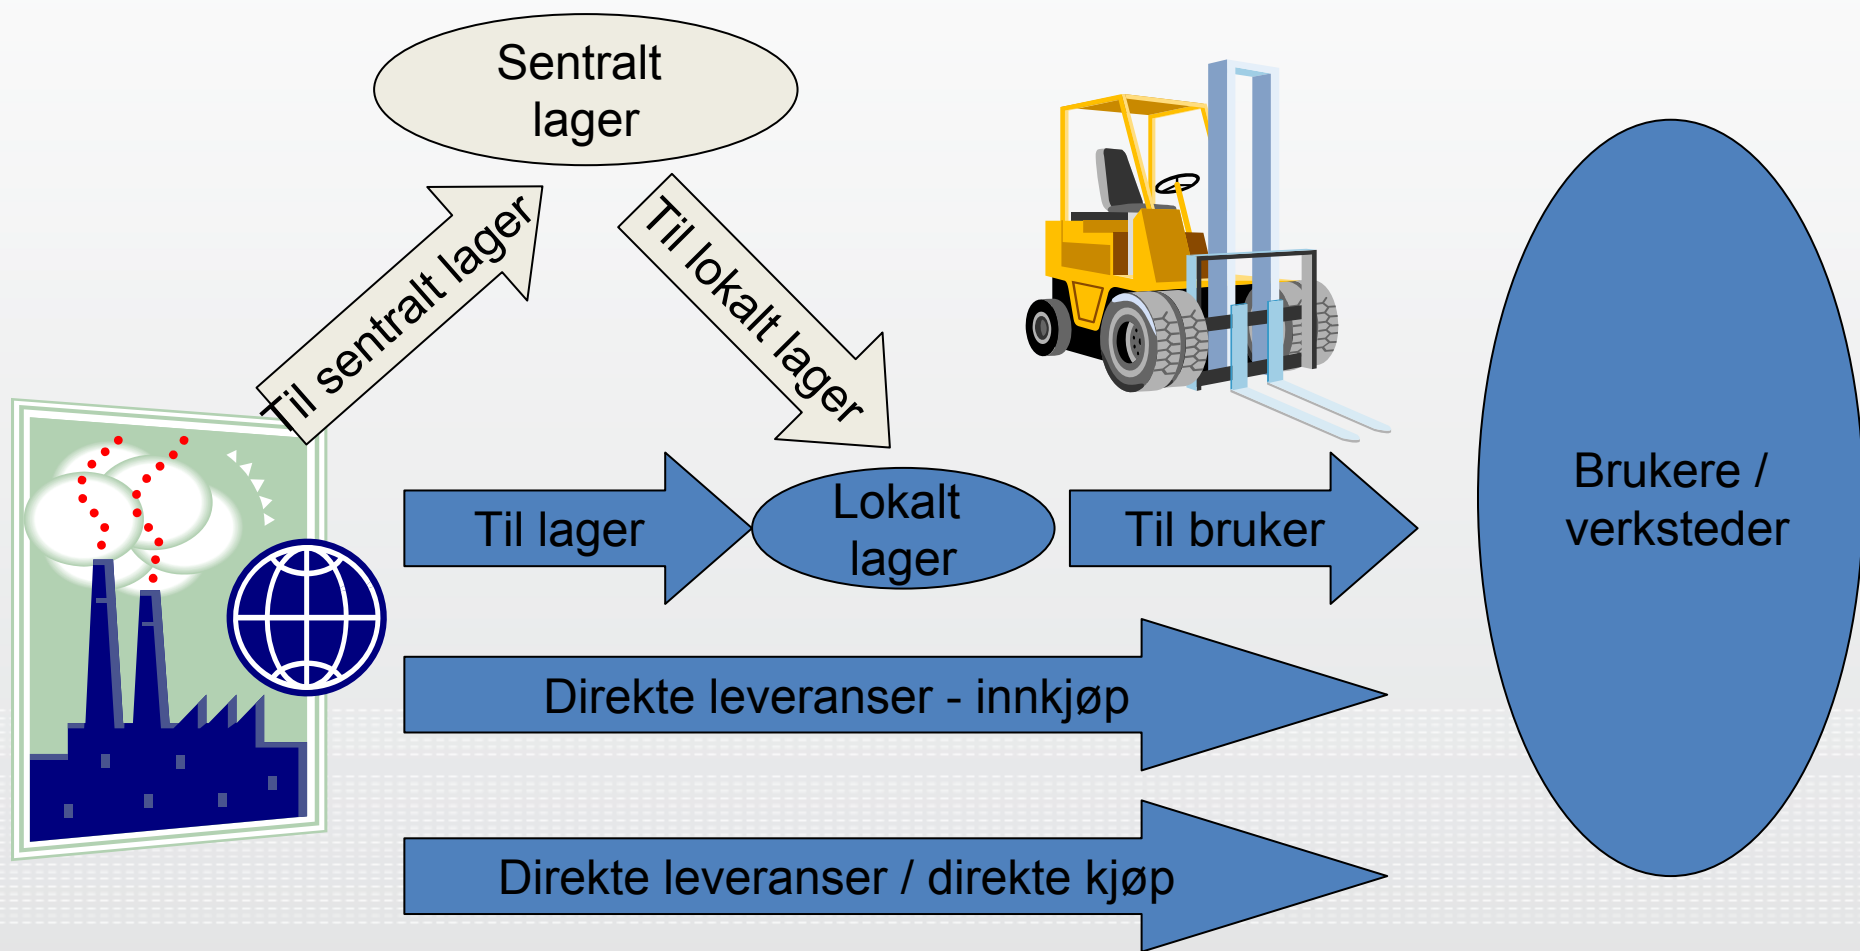 Sentralt
lager
Til sentralt lager
Til lokalt lager
Til lager
Lokalt
lager
Til bruker
Brukere /
verksteder
Direkte leveranser - innkjøp
Direkte leveranser / direkte kjøp